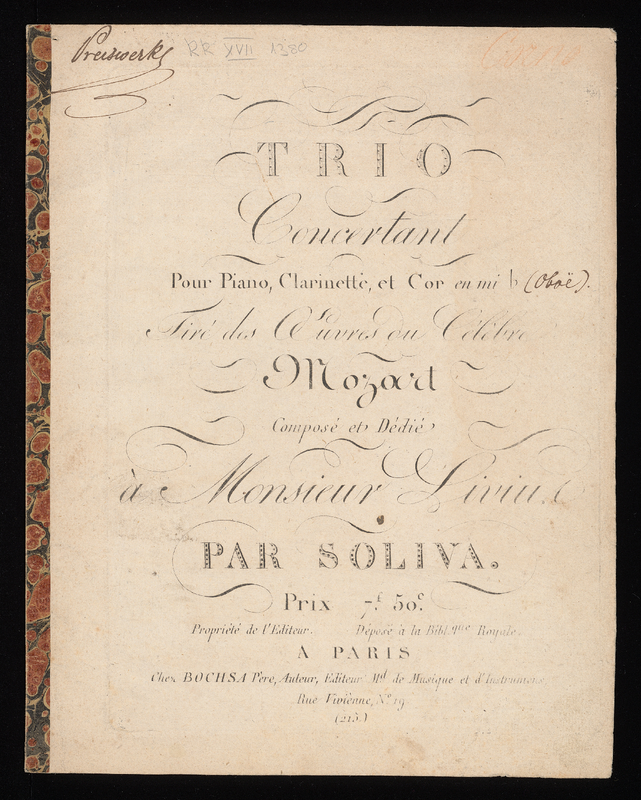 Preiswerk
RR XVII 1380
TRIO
Concertant
Pour Piano, Clarinette, et Cor en mi ♭ (Oboë).
Tiré des Œuvres du Célébre
Mozart
Composé et Dédié
à Monsieur Livius
PAR SOLIVA.
Prix 7.f 50.c
Propriété de l'Editeur. Déposé à la Bibl.que Royale.
A PARIS
Chez BOCHSA Père, Auteur, Editeur Md de Musique et d'Instrumens
Rue Vivienne, No 19
(215.)